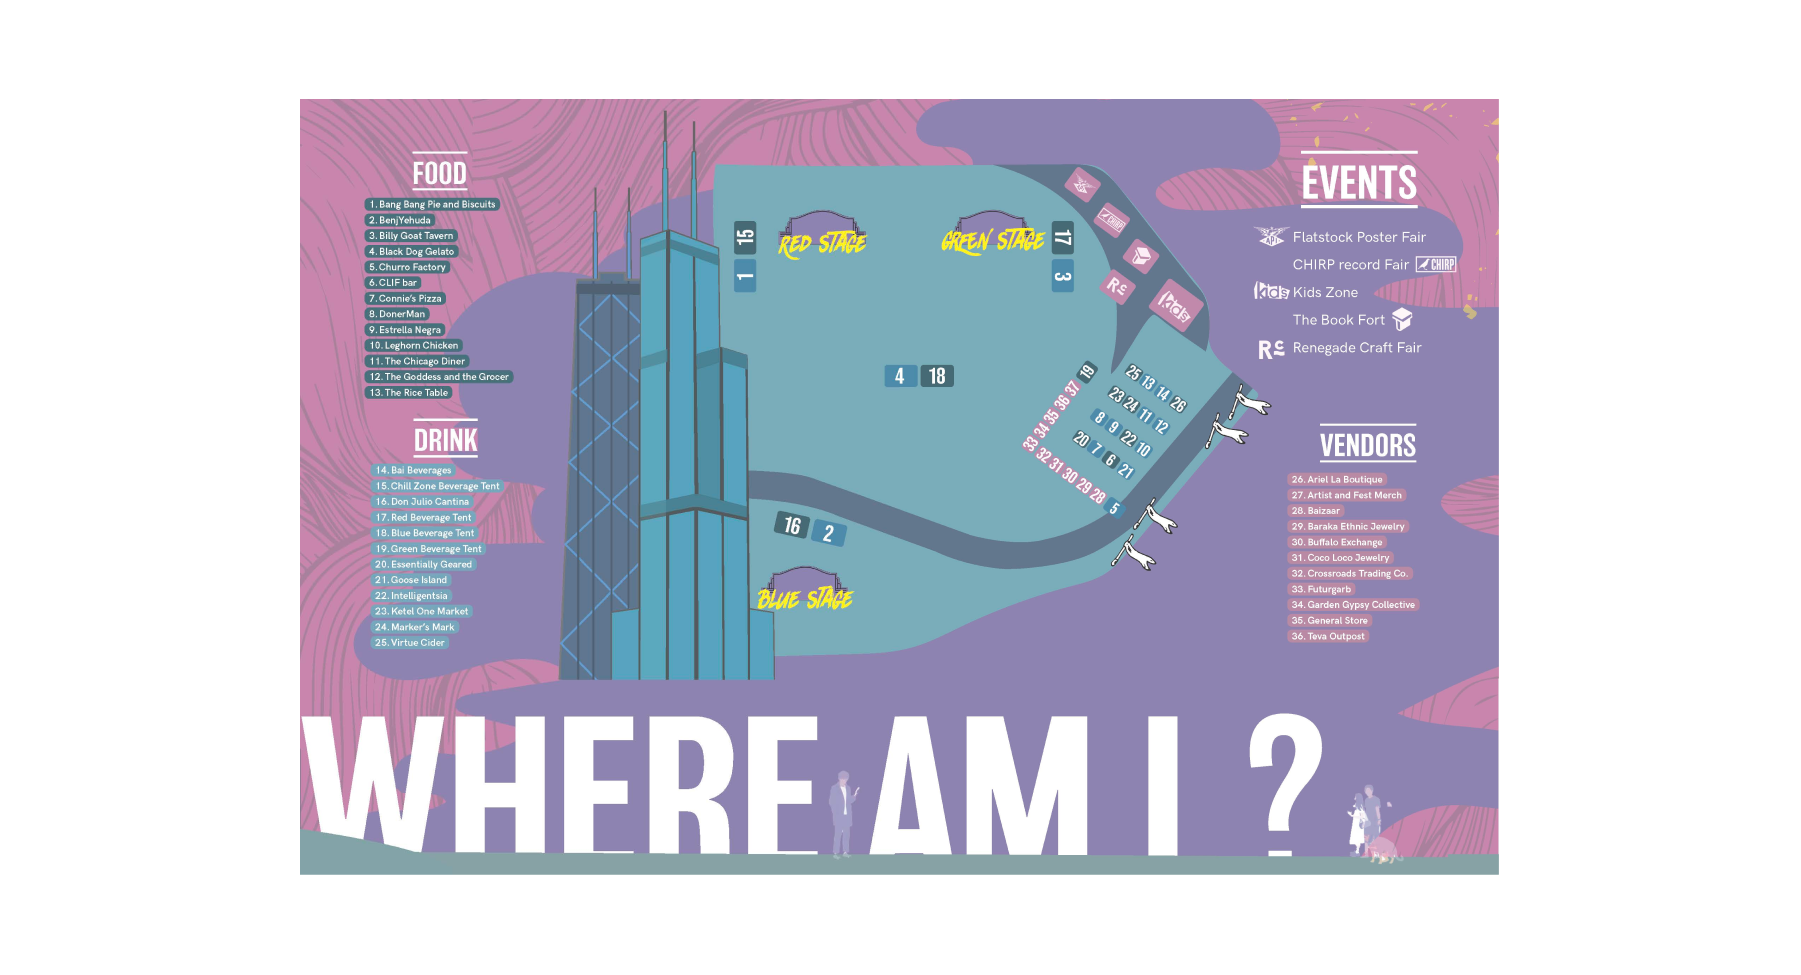 FOOD
1. Bang Bang Pie and Biscuits
2. BenjYehuda
3. Billy Goat Tavern
4. Black Dog Gelato
5. Churro Factory
6. CLIF bar
7. Connie's Pizza
8. DonerMan
9. Estrella Negra
10. Leghorn Chicken
11. The Chicago Diner
12. The Goddess and the Grocer
13. The Rice Table
DRINK
14. Bai Beverages
15. Chill Zone Beverage Tent
16. Don Julio Cantina
17. Red Beverage Tent
18. Blue Beverage Tent
19. Green Beverage Tent
20. Essentially Geared
21. Goose Island
22. Intelligentsia
23. Ketel One Market
24. Marker's Mark
25. Virtue Cider
RED STAGE
GREEN STAGE
15
1
17
3
CHIRP
Rc
kids
4 18
19
37
36
35
34
33
32 31 30 29 28
5
25 13 14 26
23 24 11 12
8 9 22 10
20 7 6 21
16 2
BLUE STAGE
EVENTS
API Flatstock Poster Fair
CHIRP record Fair CHIRP
kids Kids Zone
The Book Fort
Rc Renegade Craft Fair
VENDORS
26. Ariel La Boutique
27. Artist and Fest Merch
28. Baizaar
29. Baraka Ethnic Jewelry
30. Buffalo Exchange
31. Coco Loco Jewelry
32. Crossroads Trading Co.
33. Futurgarb
34. Garden Gypsy Collective
35. General Store
36. Teva Outpost
WHERE AM I ?